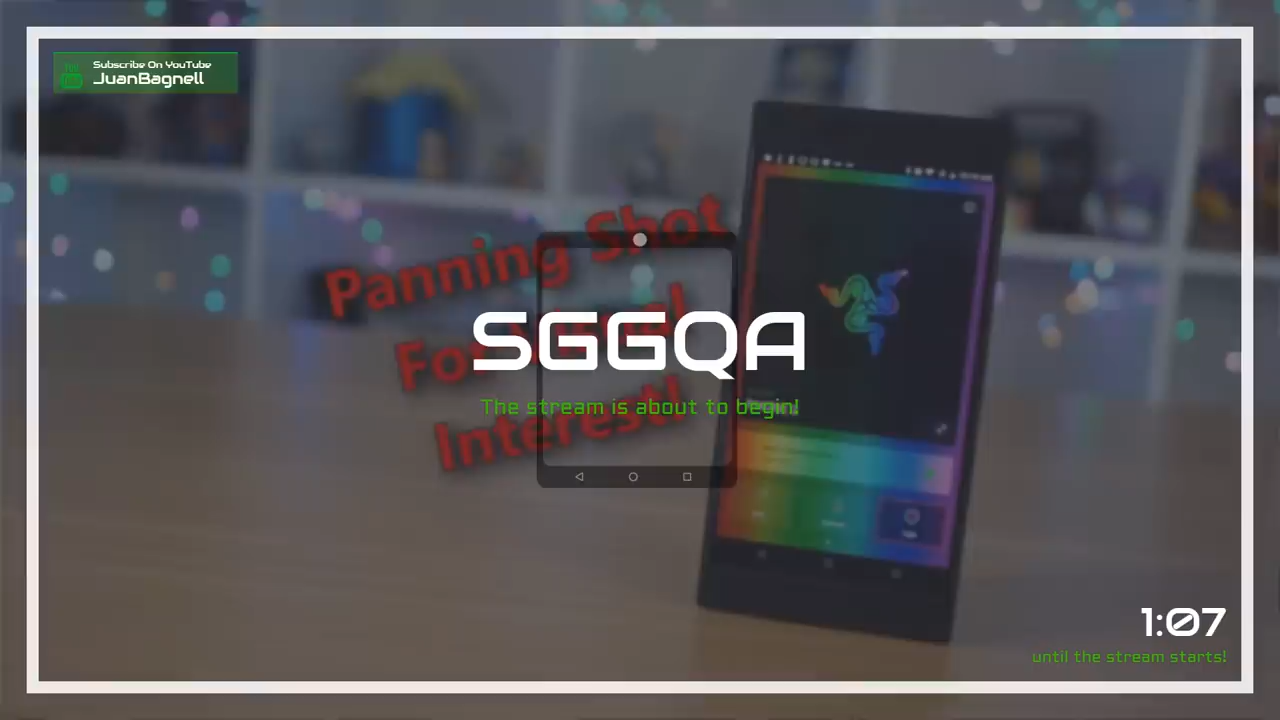 Subscribe On YouTube
JuanBagnell
Panning Shot
For
Interest!
SGGQA
The stream is about to begin!
1:07
until the stream starts!